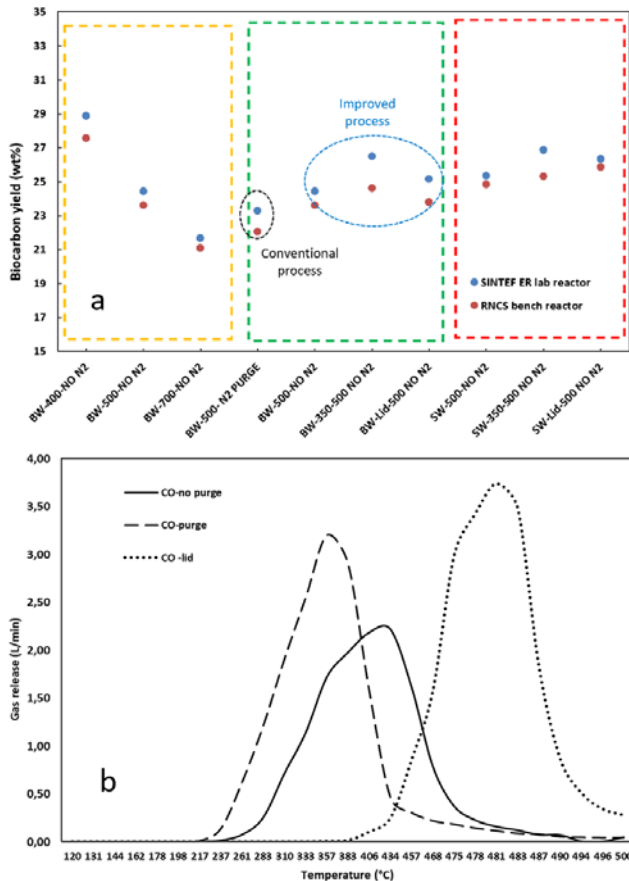 35
33
31
29
27
25
23
21
19
17
15
Biocarbon yield (wt%)
Improved
process
Conventional
process
SINTEF ER lab reactor
RNCS bench reactor
a
BW-400-NO N2
BW-500-NO N2
BW-700-NO N2
BW-500-N2 PURGE
BW-500-NO N2
BW-350-500 NO N2
BW-Lid-500 NO N2
SW-500-NO N2
SW-350-500 NO N2
SW-Lid-500 NO N2
4,00
3,50
3,00
2,50
2,00
1,50
1,00
0,50
0,00
Gas release (L/min)
CO-no purge
CO-purge
CO -lid
b
120 131 144 162 178 198 217 237 261 283 310 333 357 383 406 434 457 468 475 478 481 483 487 490 494 496 500
Temperature (°C)